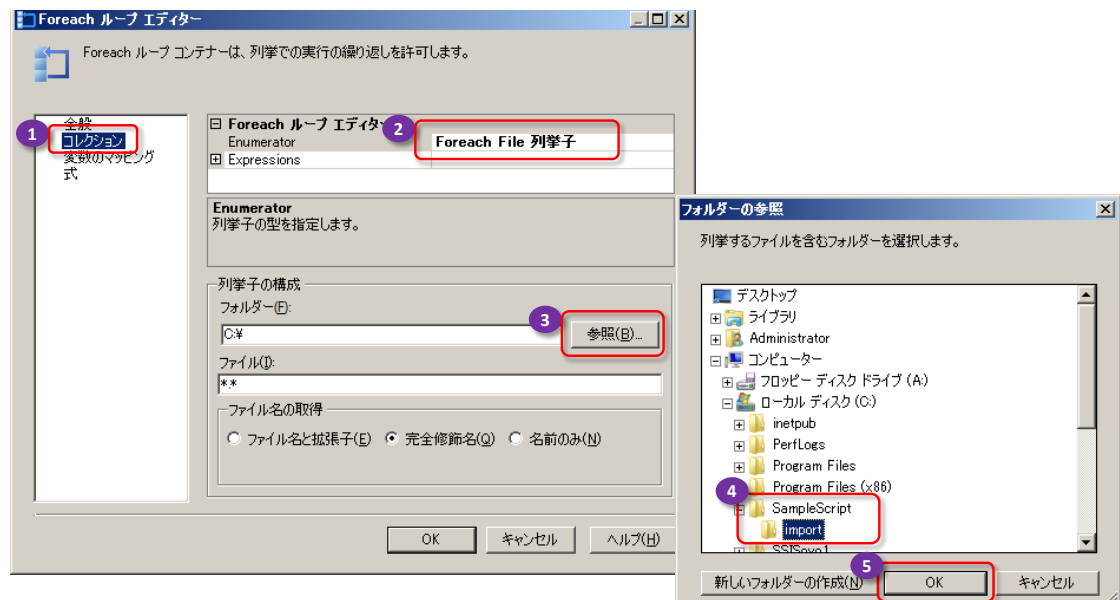 Foreach ループ エディター
Foreach ループ コンテナーは、列挙での実行の繰り返しを許可します。
1
全般
コレクション
変数のマッピング
式
Foreach ループ エディター
2
Enumerator
Foreach File 列挙子
Expressions
Enumerator
列挙子の型を指定します。
列挙子の構成
フォルダー(F):
C:¥
3
参照(B)...
ファイル(I):
*.*
ファイル名の取得
ファイル名と拡張子(E)
完全修飾名(Q)
名前のみ(N)
OK
キャンセル
ヘルプ(H)
フォルダーの参照
列挙するファイルを含むフォルダーを選択します。
デスクトップ
ライブラリ
Administrator
コンピューター
フロッピー ディスク ドライブ (A:)
ローカル ディスク (C:)
inetpub
PerfLogs
Program Files
Program Files (x86)
4
SampleScript
import
5
新しいフォルダーの作成(N)
OK
キャンセル